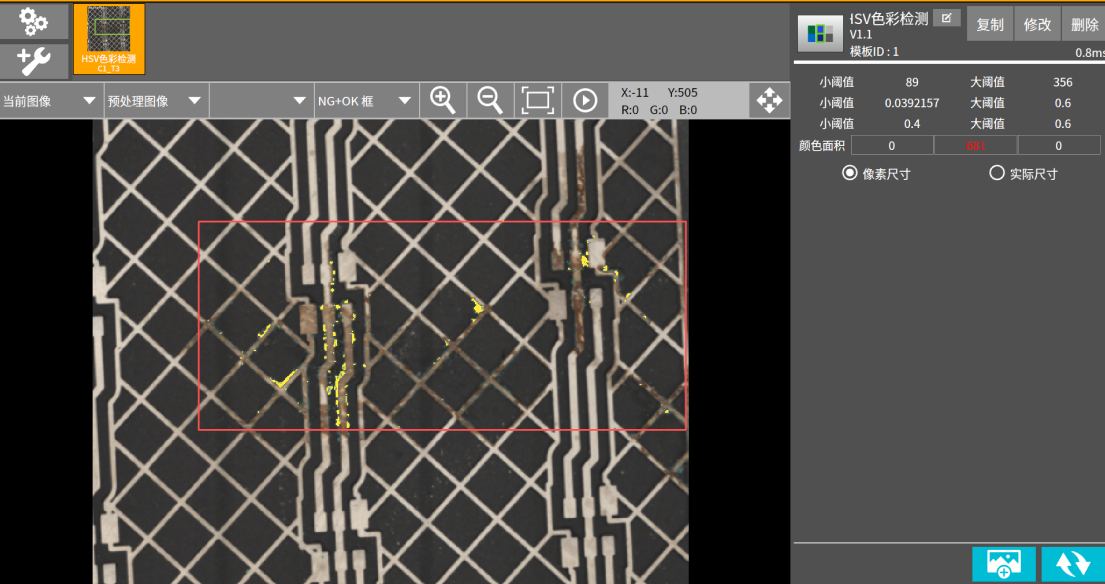 HSV色彩检测
C1_T3
当前图像
预处理图像
NG+OK 框
X:-11 Y:505
R:0 G:0 B:0
HSV色彩检测
V1.1
模板ID : 1
复制
修改
删除
0.8ms
小阈值 89 大阈值 356
小阈值 0.0392157 大阈值 0.6
小阈值 0.4 大阈值 0.6
颜色面积 0 661 0
像素尺寸 实际尺寸